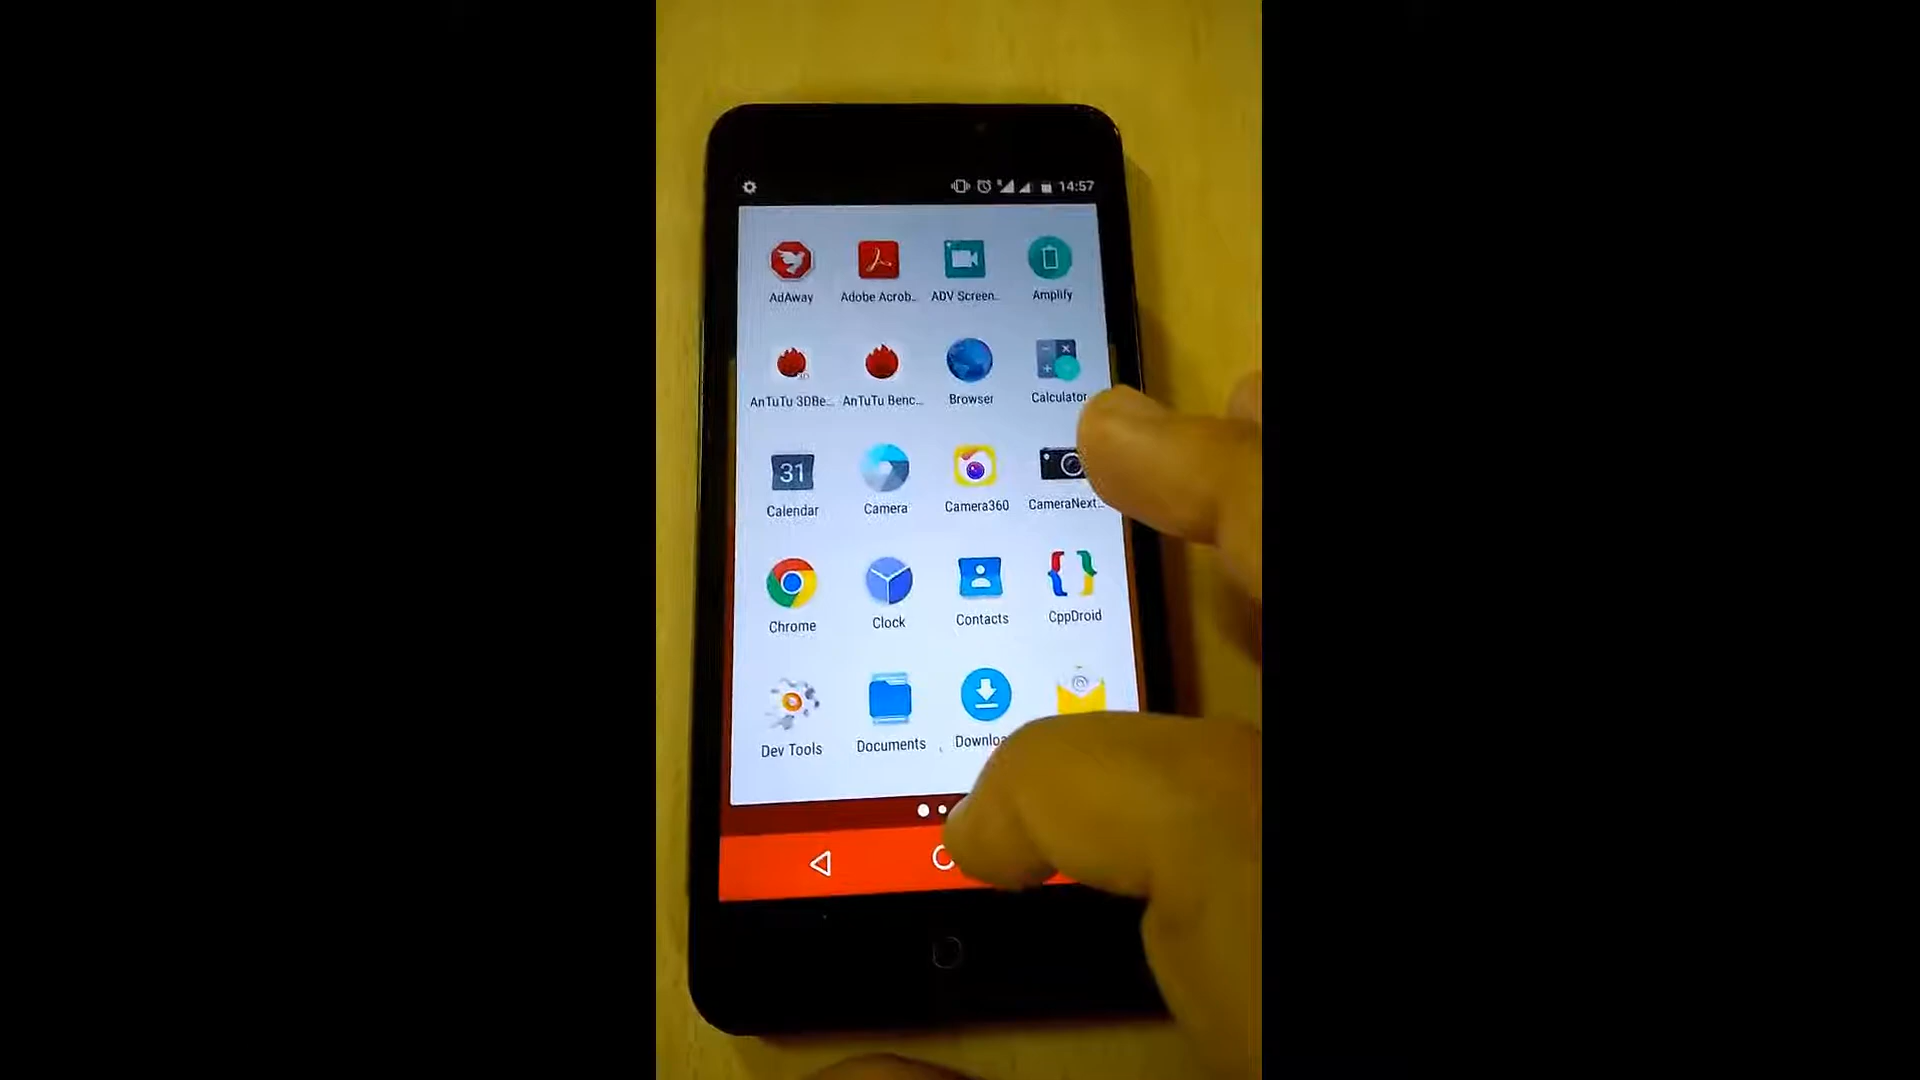 14:57
AdAway Adobe Acrob... ADV Screen... Amplify
AnTuTu 3DBe... AnTuTu Benc... Browser Calculator
31
Calendar Camera Camera360 CameraNext...
Chrome Clock Contacts CppDroid
Dev Tools Documents